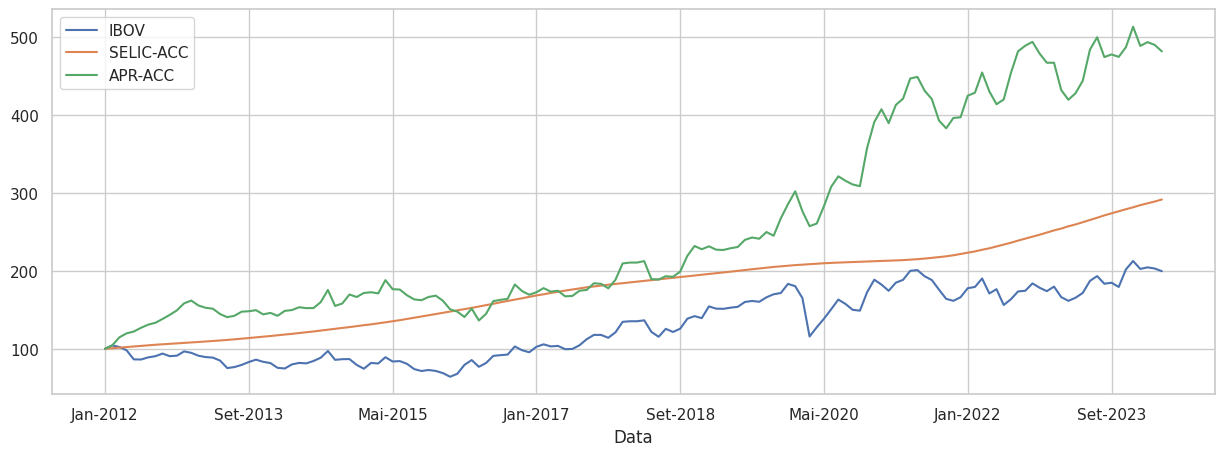 IBOV
SELIC-ACC
APR-ACC
500
400
300
200
100
Jan-2012 Set-2013 Mai-2015 Jan-2017 Set-2018 Mai-2020 Jan-2022 Set-2023
Data